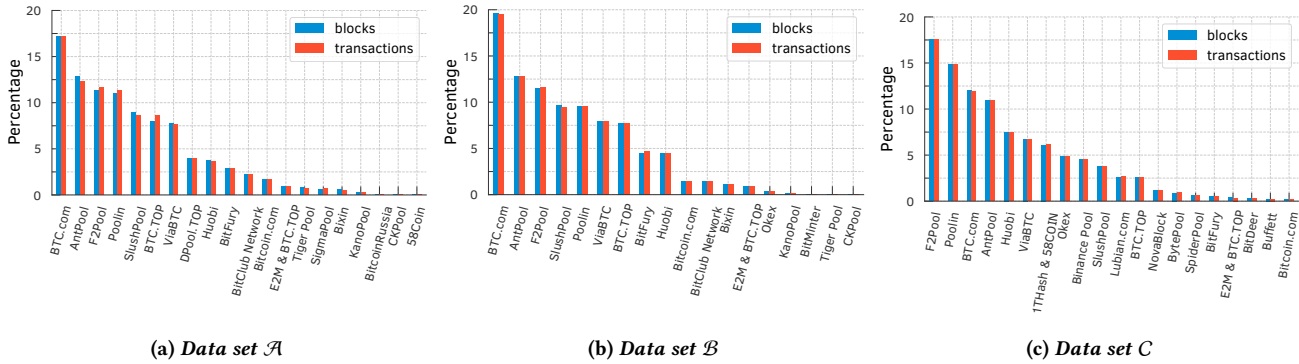 20
15
10
5
0
Percentage
blocks
transactions
BTC.com
AntPool
F2Pool
Poolin
SlushPool
BTC.TOP
ViaBTC
DPool.TOP
Huobi
BitFury
BitClub Network
Bitcoin.com
E2M & BTC.TOP
Tiger Pool
SigmaPool
Bixin
KanoPool
BitcoinRussia
CKPool
58Coin
(a) Data set 𝒜
20
15
10
5
0
Percentage
blocks
transactions
BTC.com
AntPool
F2Pool
SlushPool
Poolin
ViaBTC
BTC.TOP
BitFury
Huobi
Bitcoin.com
BitClub Network
Bixin
E2M & BTC.TOP
Okex
KanoPool
BitMinter
Tiger Pool
CKPool
(b) Data set ℬ
20
15
10
5
0
Percentage
blocks
transactions
F2Pool
Poolin
BTC.com
AntPool
Huobi
ViaBTC
1THash & 58COIN
Okex
Binance Pool
SlushPool
Lubian.com
BTC.TOP
NovaBlock
BytePool
SpiderPool
BitFury
E2M & BTC.TOP
BitDeer
Buffett
Bitcoin.com
(c) Data set 𝒞